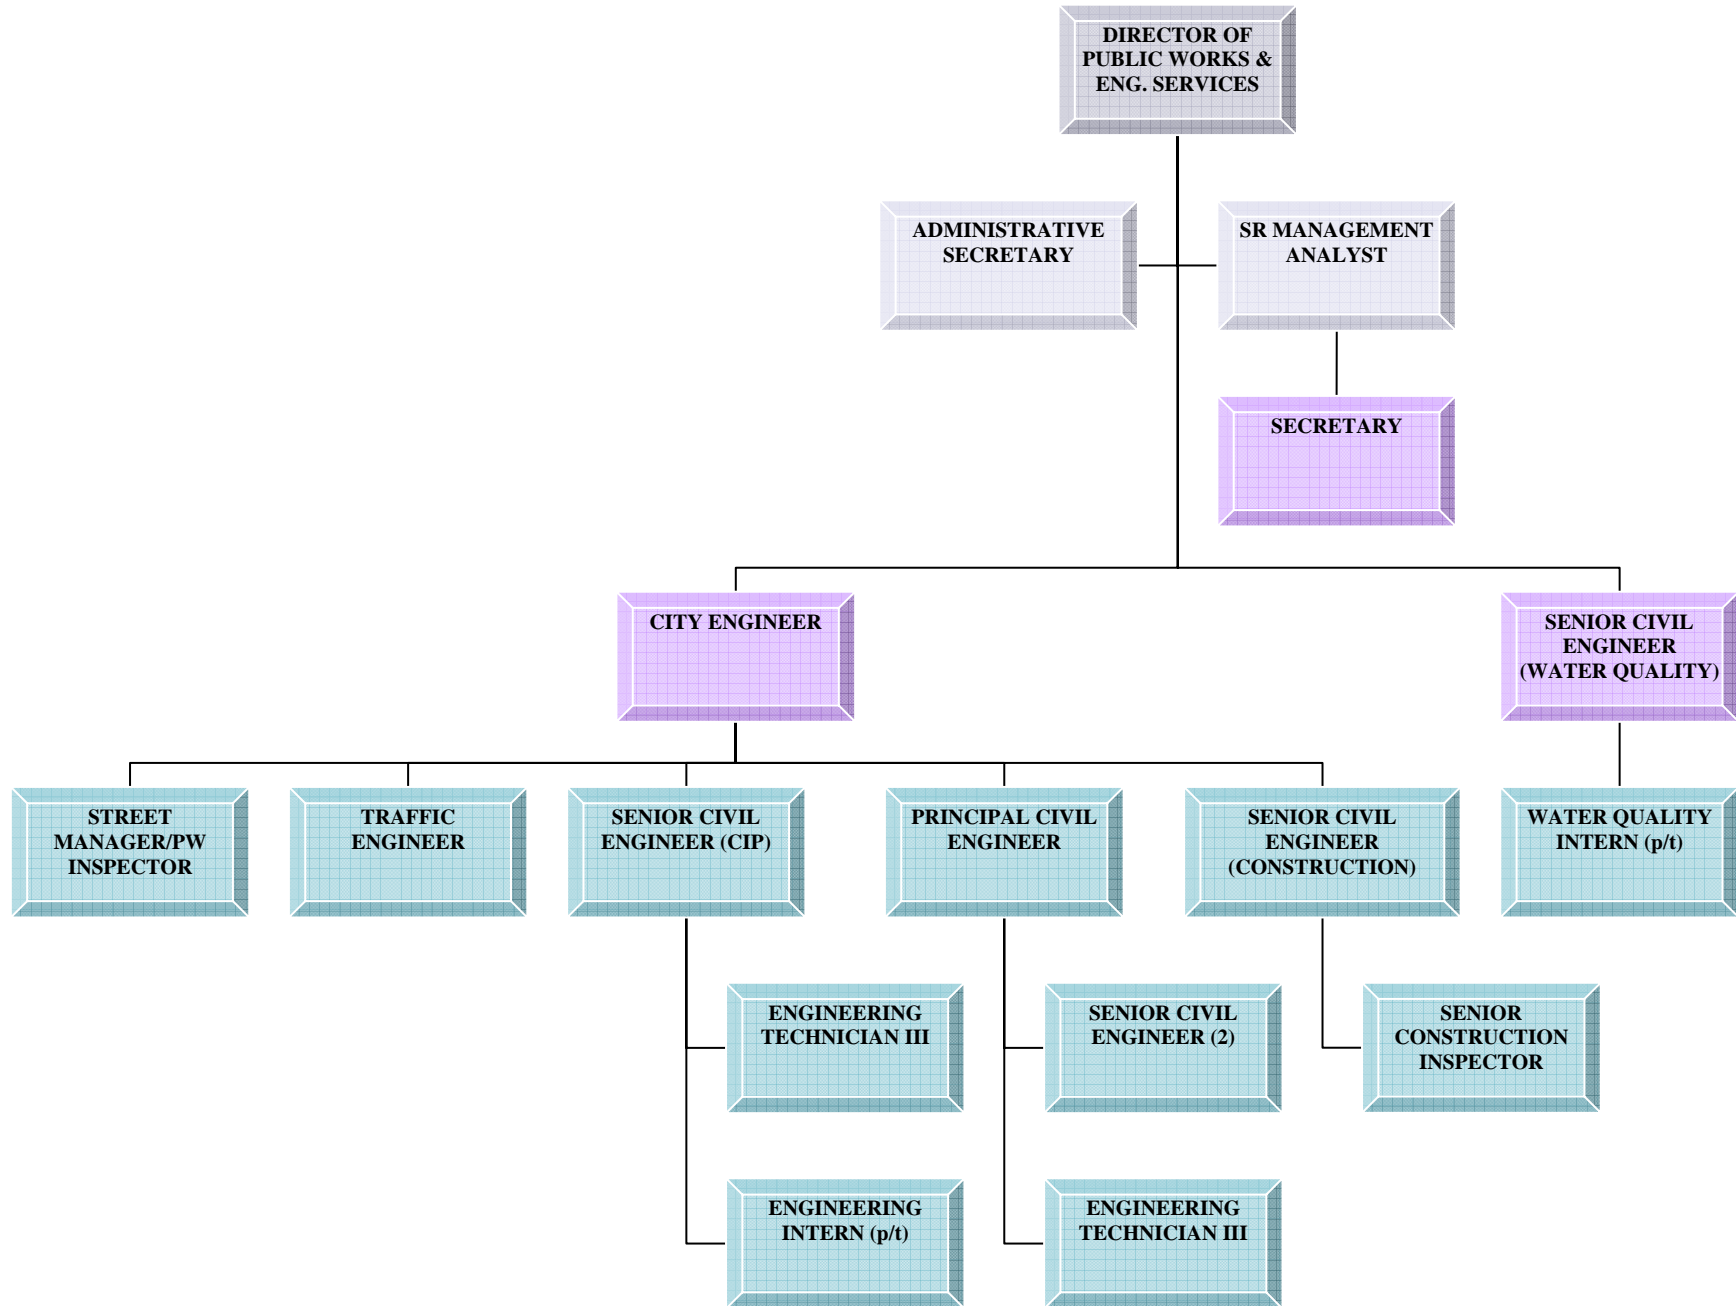 DIRECTOR OF
PUBLIC WORKS &
ENG. SERVICES
ADMINISTRATIVE
SECRETARY
SR MANAGEMENT
ANALYST
SECRETARY
CITY ENGINEER
SENIOR CIVIL
ENGINEER
(WATER QUALITY)
STREET
MANAGER/PW
INSPECTOR
TRAFFIC
ENGINEER
SENIOR CIVIL
ENGINEER (CIP)
PRINCIPAL CIVIL
ENGINEER
SENIOR CIVIL
ENGINEER
(CONSTRUCTION)
WATER QUALITY
INTERN (p/t)
ENGINEERING
TECHNICIAN III
SENIOR CIVIL
ENGINEER (2)
SENIOR
CONSTRUCTION
INSPECTOR
ENGINEERING
INTERN (p/t)
ENGINEERING
TECHNICIAN III